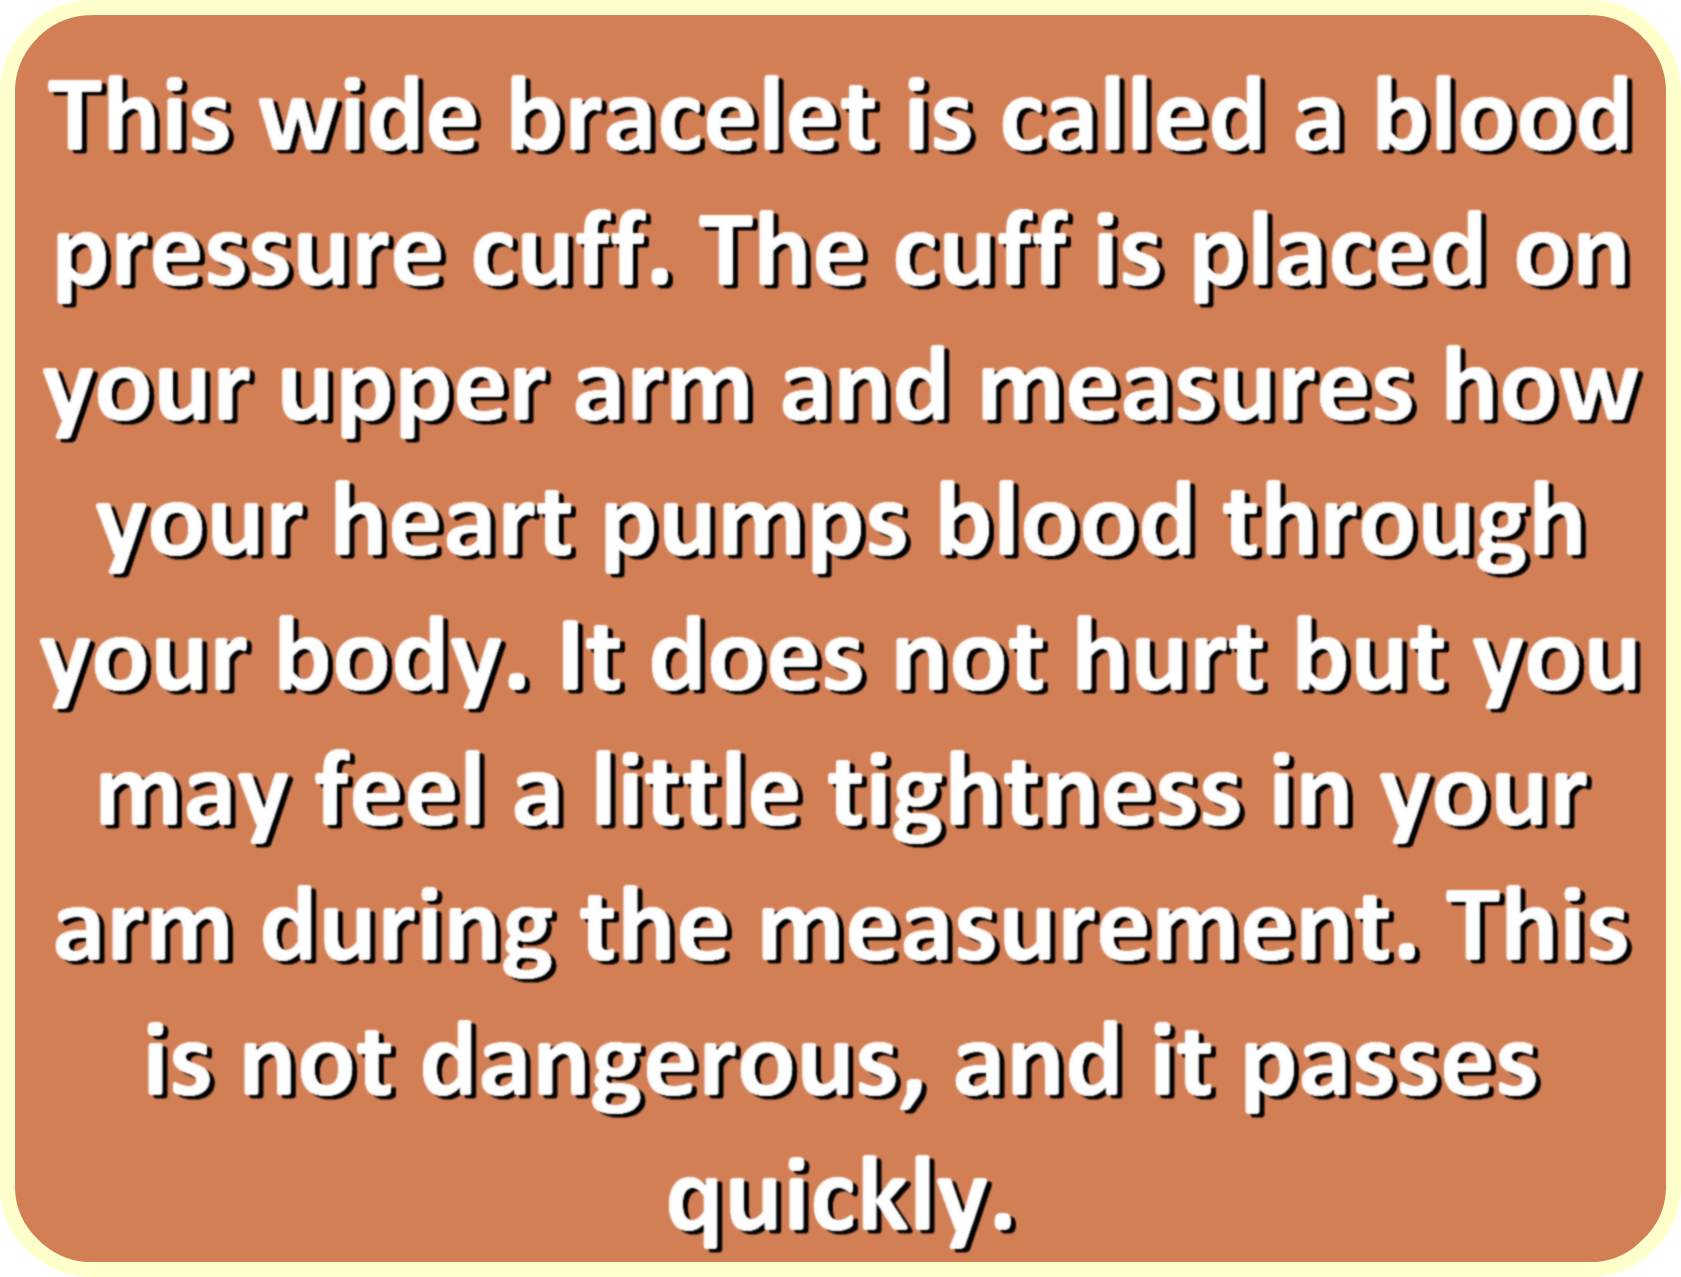 This wide bracelet is called a blood
pressure cuff. The cuff is placed on
your upper arm and measures how
your heart pumps blood through
your body. It does not hurt but you
may feel a little tightness in your
arm during the measurement. This
is not dangerous, and it passes
quickly.